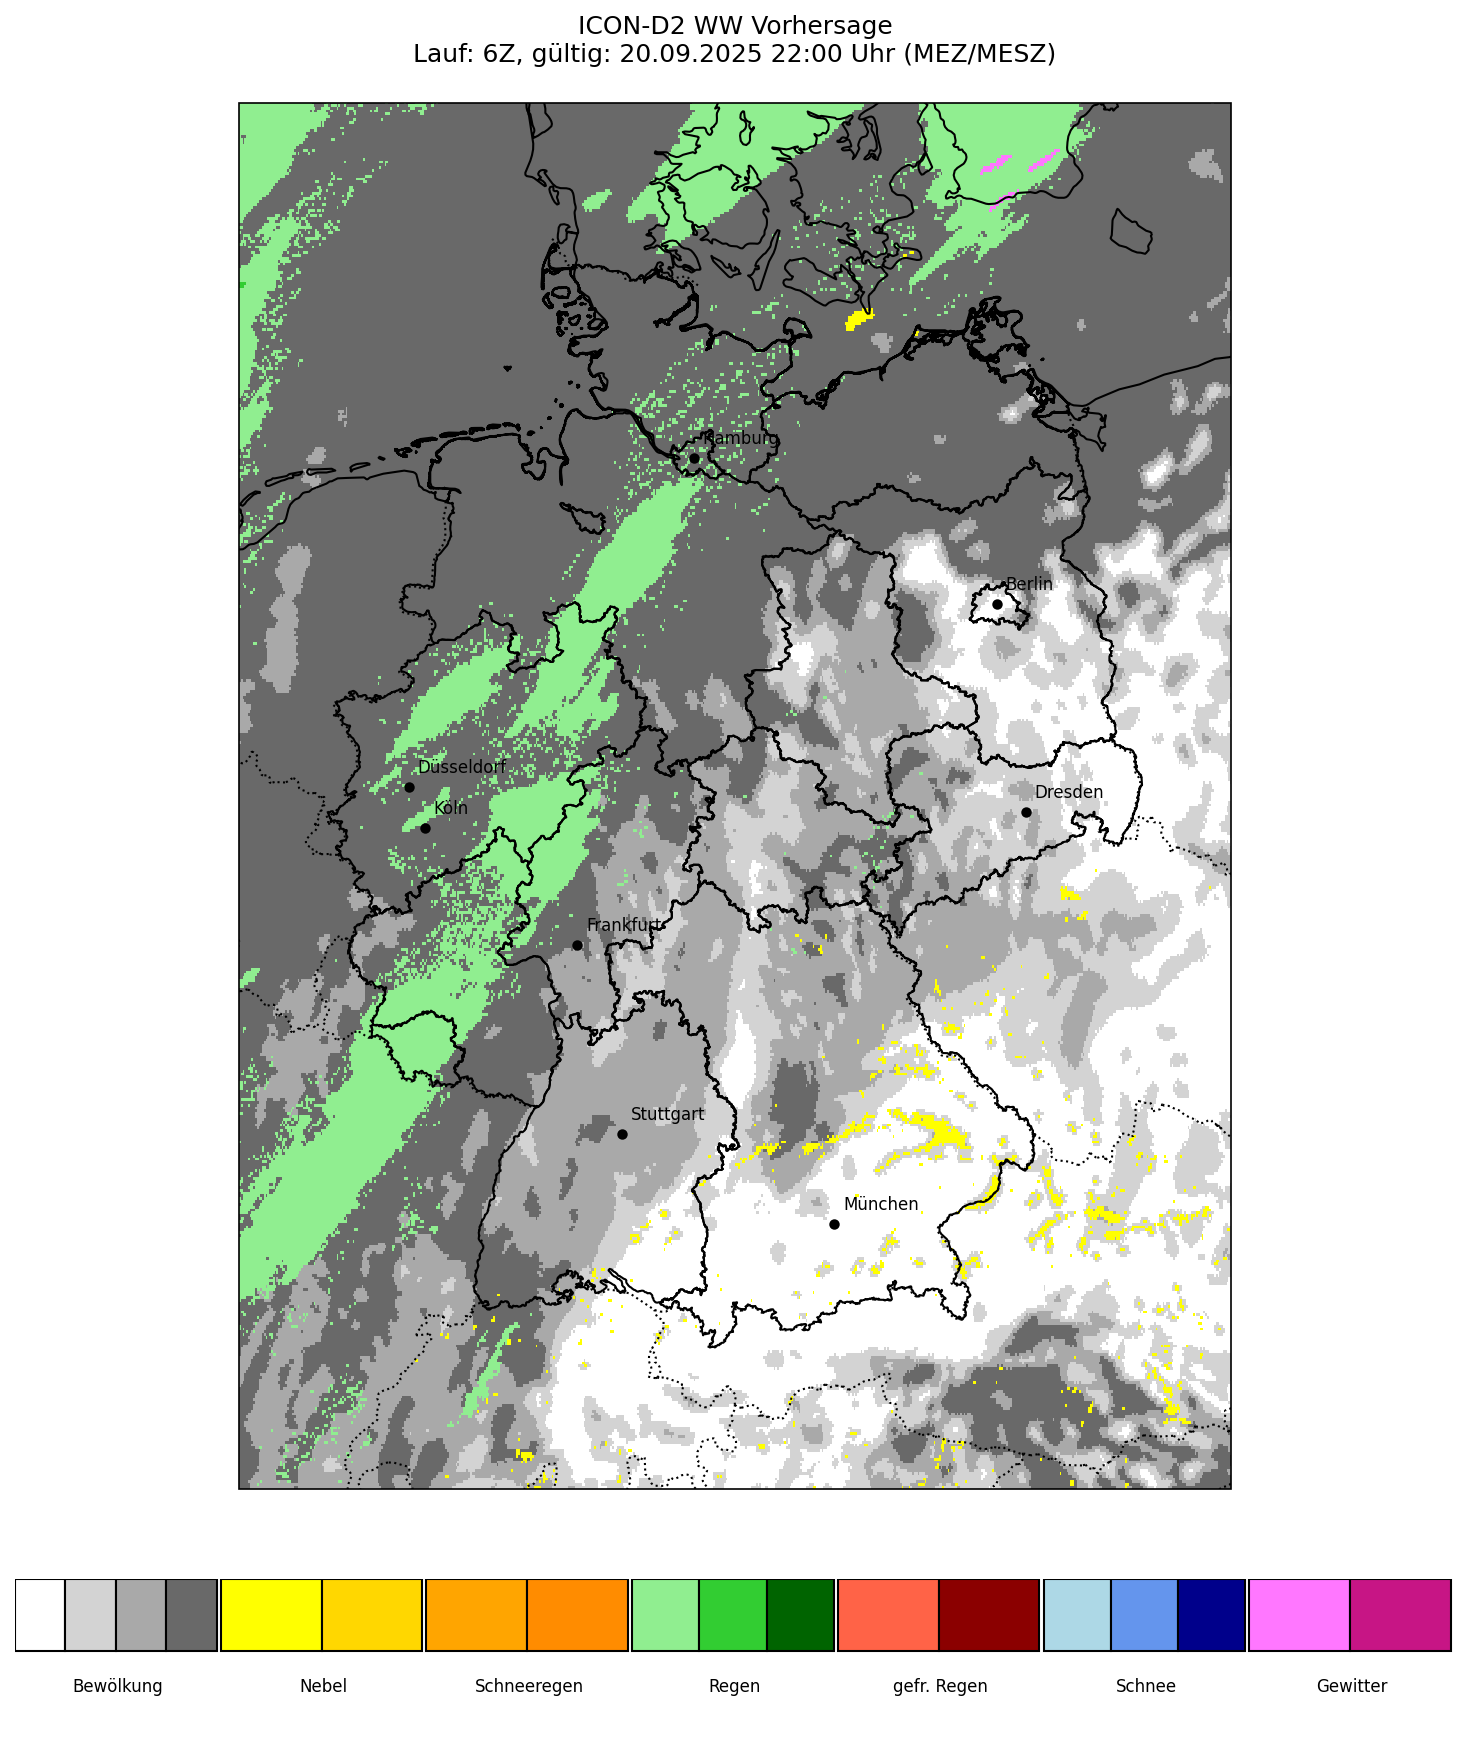 ICON-D2 WW Vorhersage
Lauf: 6Z, gültig: 20.09.2025 22:00 Uhr (MEZ/MESZ)
Hamburg
Berlin
Düsseldorf
Köln
Dresden
Frankfurt
Stuttgart
München
Bewölkung
Nebel
Schneeregen
Regen
gefr. Regen
Schnee
Gewitter